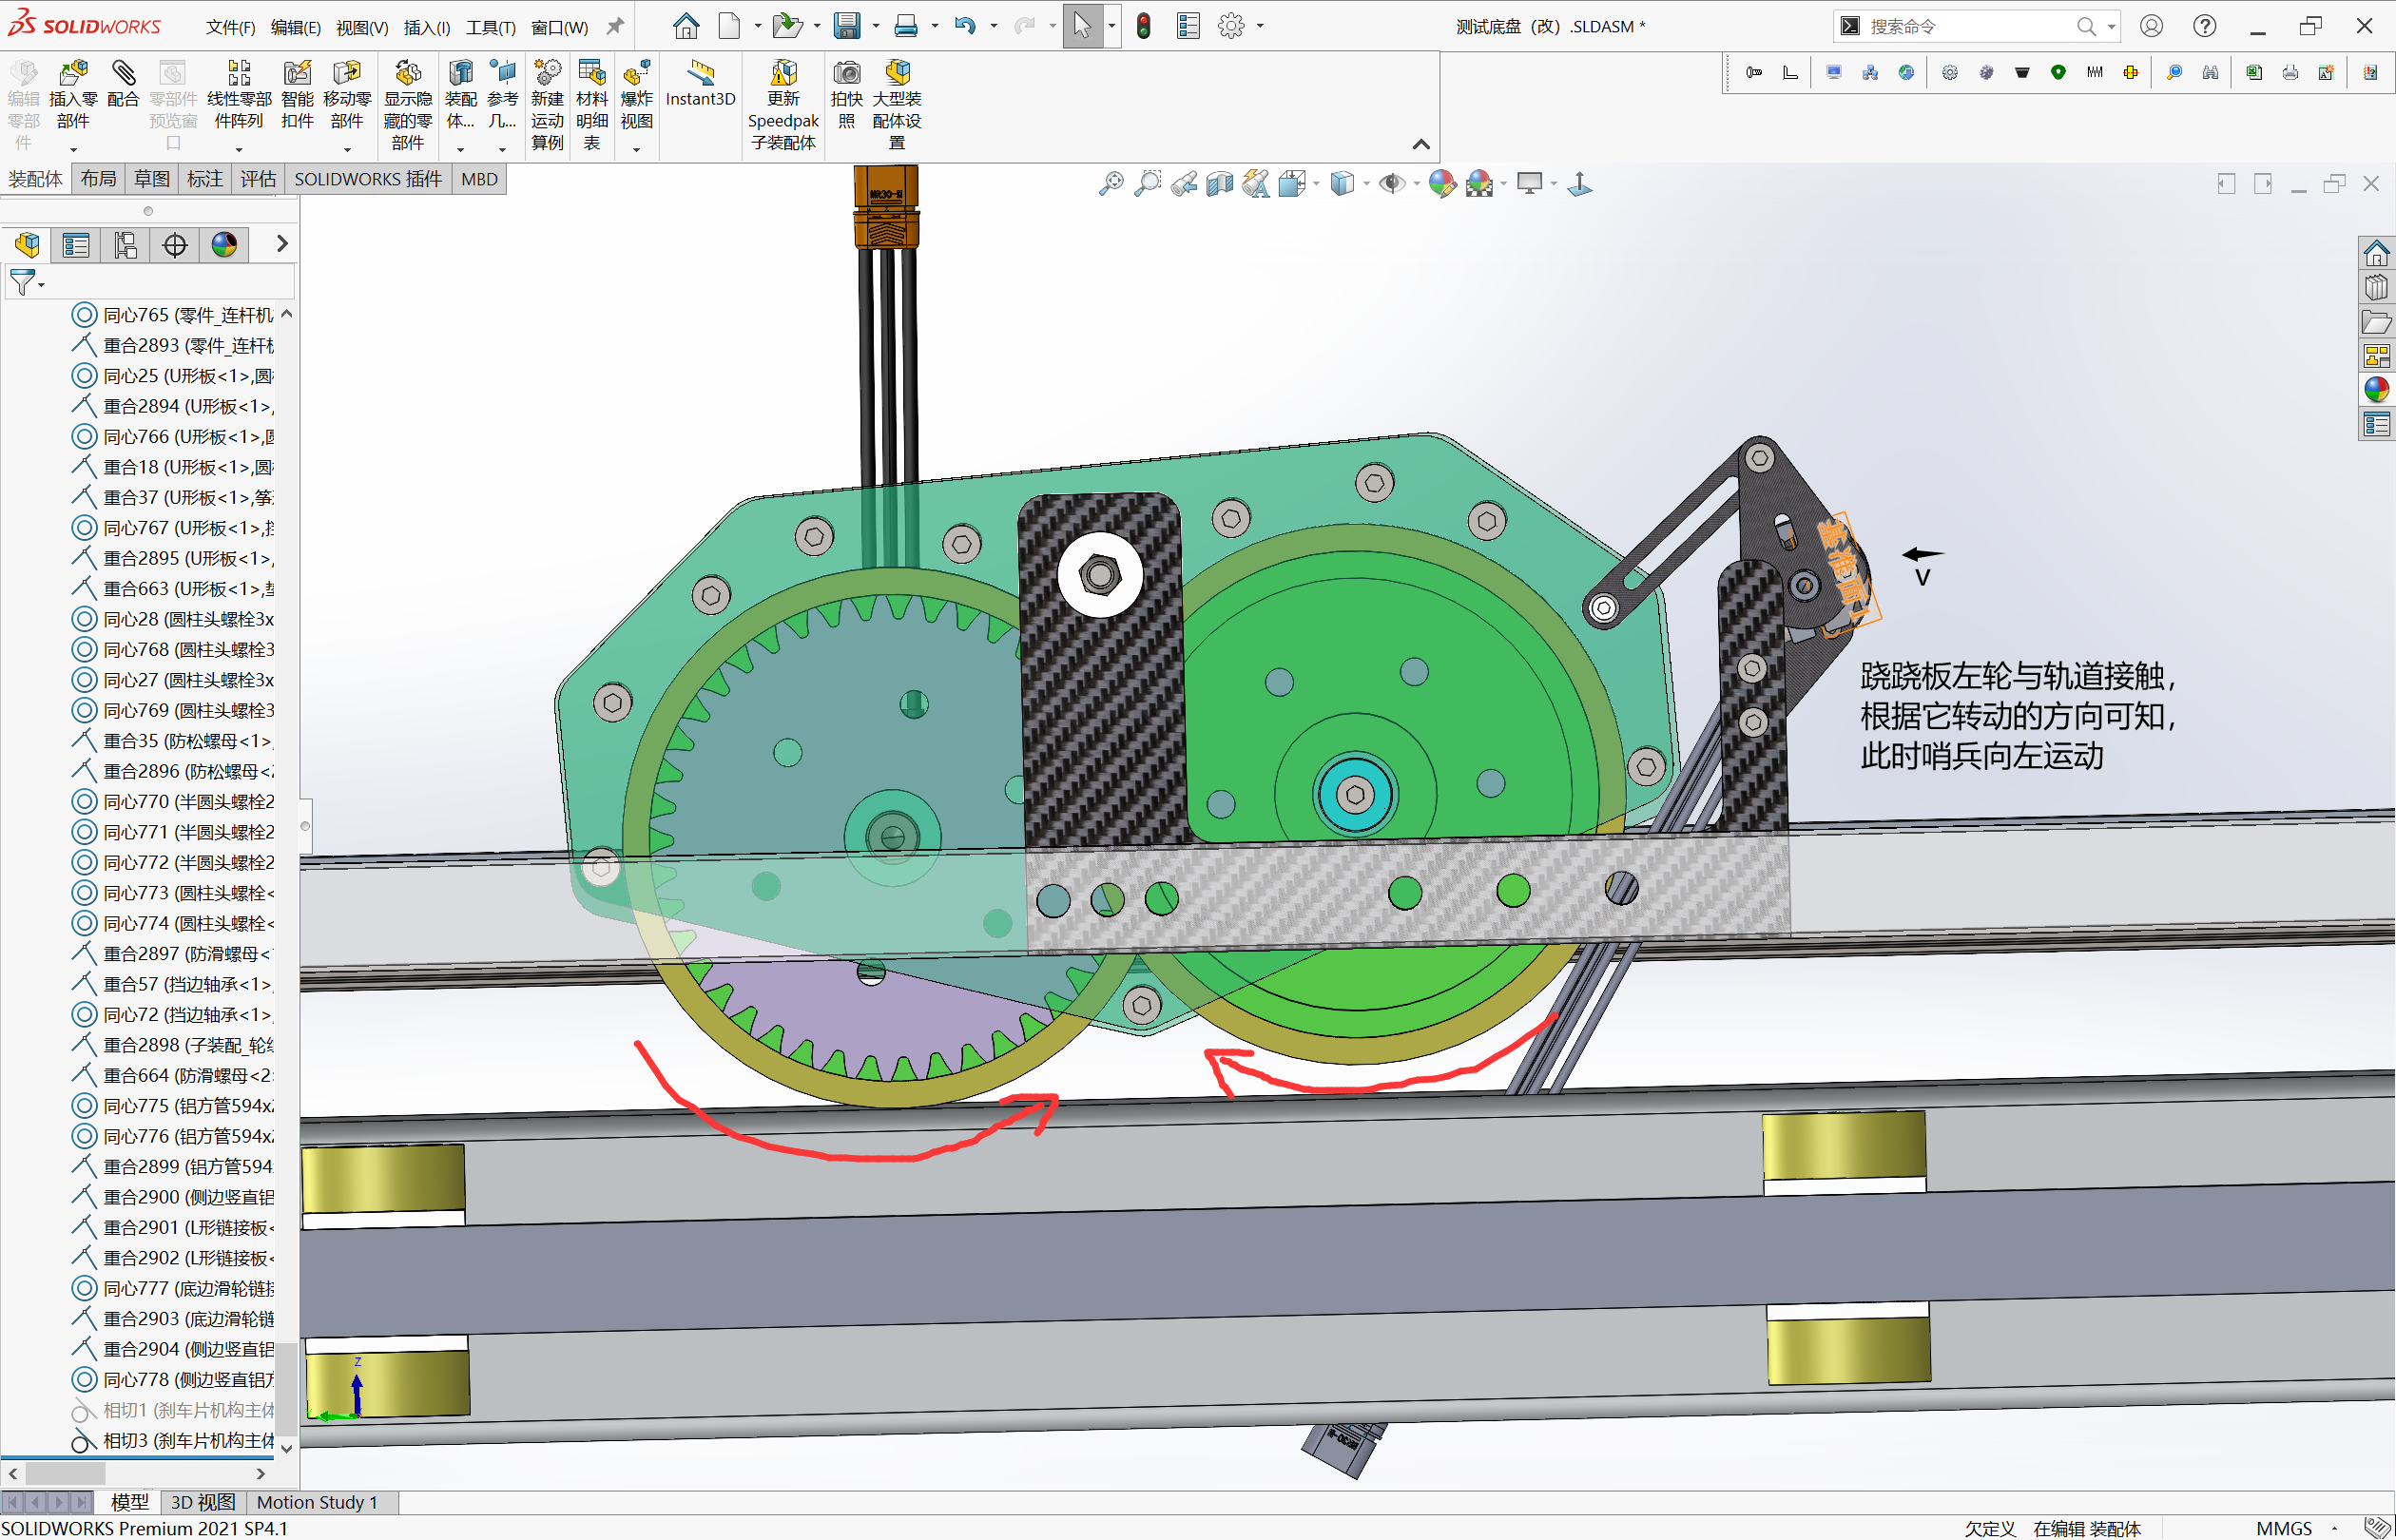 SOLIDWORKS 文件(F) 编辑(E) 视图(V) 插入(I) 工具(T) 窗口(W) 测试底盘（改）.SLDASM * 搜索命令
编辑零部件 插入零部件 配合 零部件预览窗口 线性零部件阵列 智能扣件 移动零部件 显示隐藏的零部件 装配体... 参考几... 新建运动算例 材料明细表 爆炸视图 Instant3D 更新Speedpak子装配体 拍快照 大型装配体设置
装配体 布局 草图 标注 评估 SOLIDWORKS 插件 MBD
同心765 (零件_连杆机
重合2893 (零件_连杆
同心25 (U形板<1>,圆
重合2894 (U形板<1>,
同心766 (U形板<1>,圆
重合18 (U形板<1>,圆
重合37 (U形板<1>,
同心767 (U形板<1>,挡
重合2895 (U形板<1>,
重合663 (U形板<1>,垫
同心28 (圆柱头螺栓3x
同心768 (圆柱头螺栓3
同心27 (圆柱头螺栓3x
同心769 (圆柱头螺栓3
重合35 (防松螺母<1>,
重合2896 (防松螺母<
同心770 (半圆头螺栓2
同心771 (半圆头螺栓2
同心772 (半圆头螺栓2
同心773 (圆柱头螺栓<
同心774 (圆柱头螺栓<
重合2897 (防滑螺母<
重合57 (挡边轴承<1>,
同心72 (挡边轴承<1>,
重合2898 (子装配_轮
重合664 (防滑螺母<2
同心775 (铝方管594x
同心776 (铝方管594x
重合2899 (铝方管594
重合2900 (侧边竖直铝
重合2901 (L形链接板<
重合2902 (L形链接板<
同心777 (底边滑轮链接
重合2903 (底边滑轮链
重合2904 (侧边竖直铝
同心778 (侧边竖直铝方
相切1 (刹车片机构主体
相切3 (刹车片机构主体
MR30-M
基准面1
V
跷跷板左轮与轨道接触，
根据它转动的方向可知，
此时哨兵向左运动
Z
模型 3D 视图 Motion Study 1
SOLIDWORKS Premium 2021 SP4.1 欠定义 在编辑 装配体 MMGS